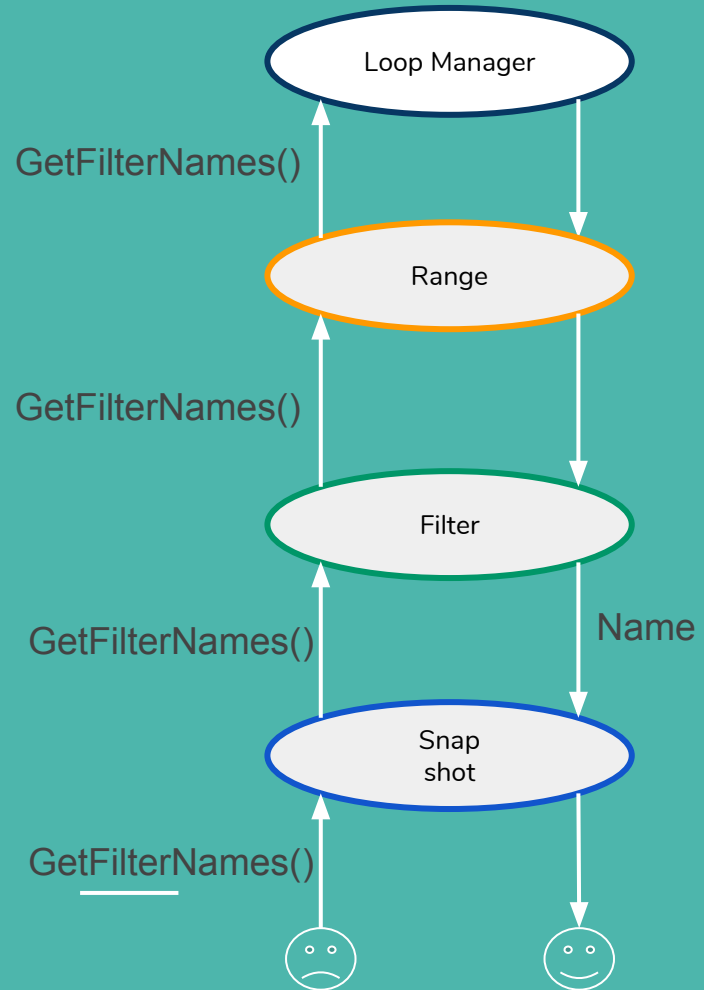 Loop Manager
GetFilterNames()
Range
GetFilterNames()
Filter
GetFilterNames()
Name
Snap
shot
GetFilterNames()